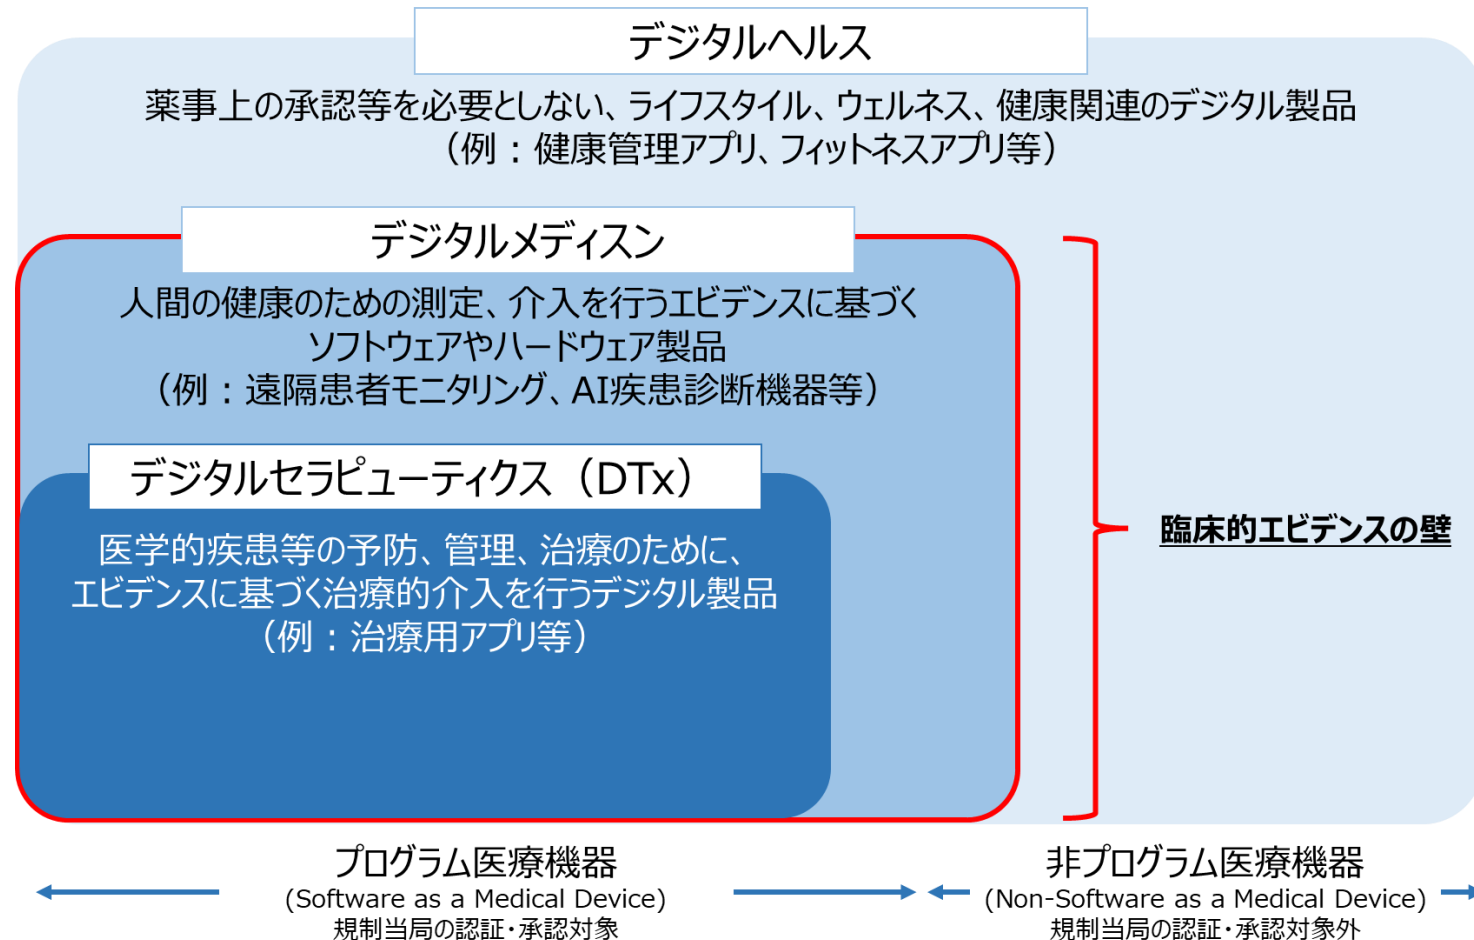 デジタルヘルス
薬事上の承認等を必要としない、ライフスタイル、ウェルネス、健康関連のデジタル製品
（例：健康管理アプリ、フィットネスアプリ等）
デジタルメディスン
人間の健康のための測定、介入を行うエビデンスに基づく
ソフトウェアやハードウェア製品
（例：遠隔患者モニタリング、AI疾患診断機器等）
デジタルセラピューティクス（DTx）
医学的疾患等の予防、管理、治療のために、
エビデンスに基づく治療的介入を行うデジタル製品
（例：治療用アプリ等）
臨床的エビデンスの壁
プログラム医療機器
(Software as a Medical Device)
規制当局の認証・承認対象
非プログラム医療機器
(Non-Software as a Medical Device)
規制当局の認証・承認対象外